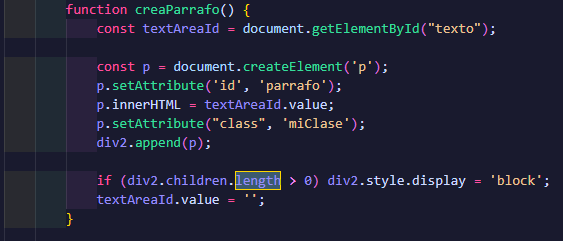 function creaParrafo() {
const textAreaId = document.getElementById("texto");
const p = document.createElement('p');
p.setAttribute('id', 'parrafo');
p.innerHTML = textAreaId.value;
p.setAttribute("class", 'miClase');
div2.append(p);
if (div2.children.length > 0) div2.style.display = 'block';
textAreaId.value = '';
}